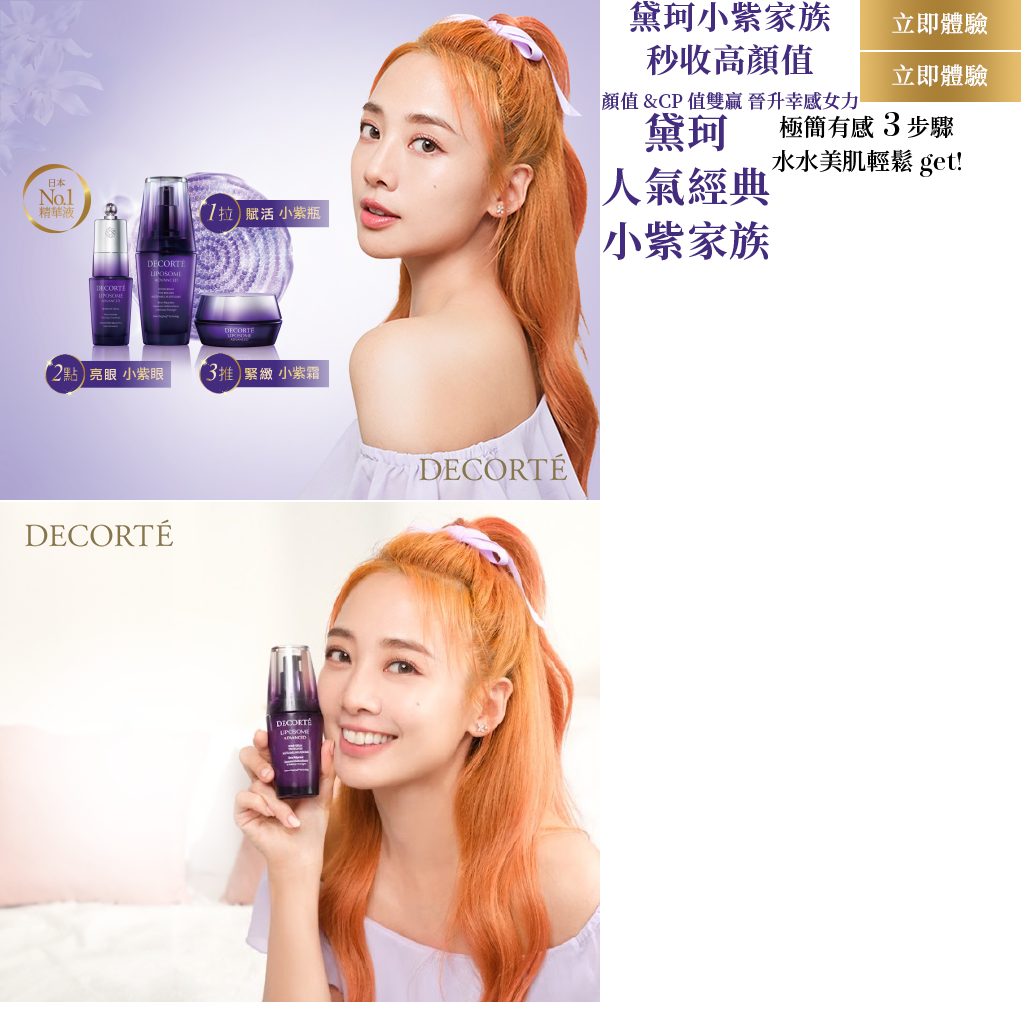 黛珂小紫家族
秒收高顏值
顏值 &CP 值雙贏 晉升幸感女力
立即體驗
立即體驗
黛珂
人氣經典
小紫家族
極簡有感 3 步驟
水水美肌輕鬆 get!
日本
No.1
精華液
1拉 賦活 小紫瓶
DECORTÉ
LIPOSOME
ADVANCED
DECORTÉ
LIPOSOME
DECORTÉ
LIPOSOME
2點 亮眼 小紫眼
3推 緊緻 小紫霜
DECORTÉ
DECORTÉ
DECORTÉ
LIPOSOME
ADVANCED